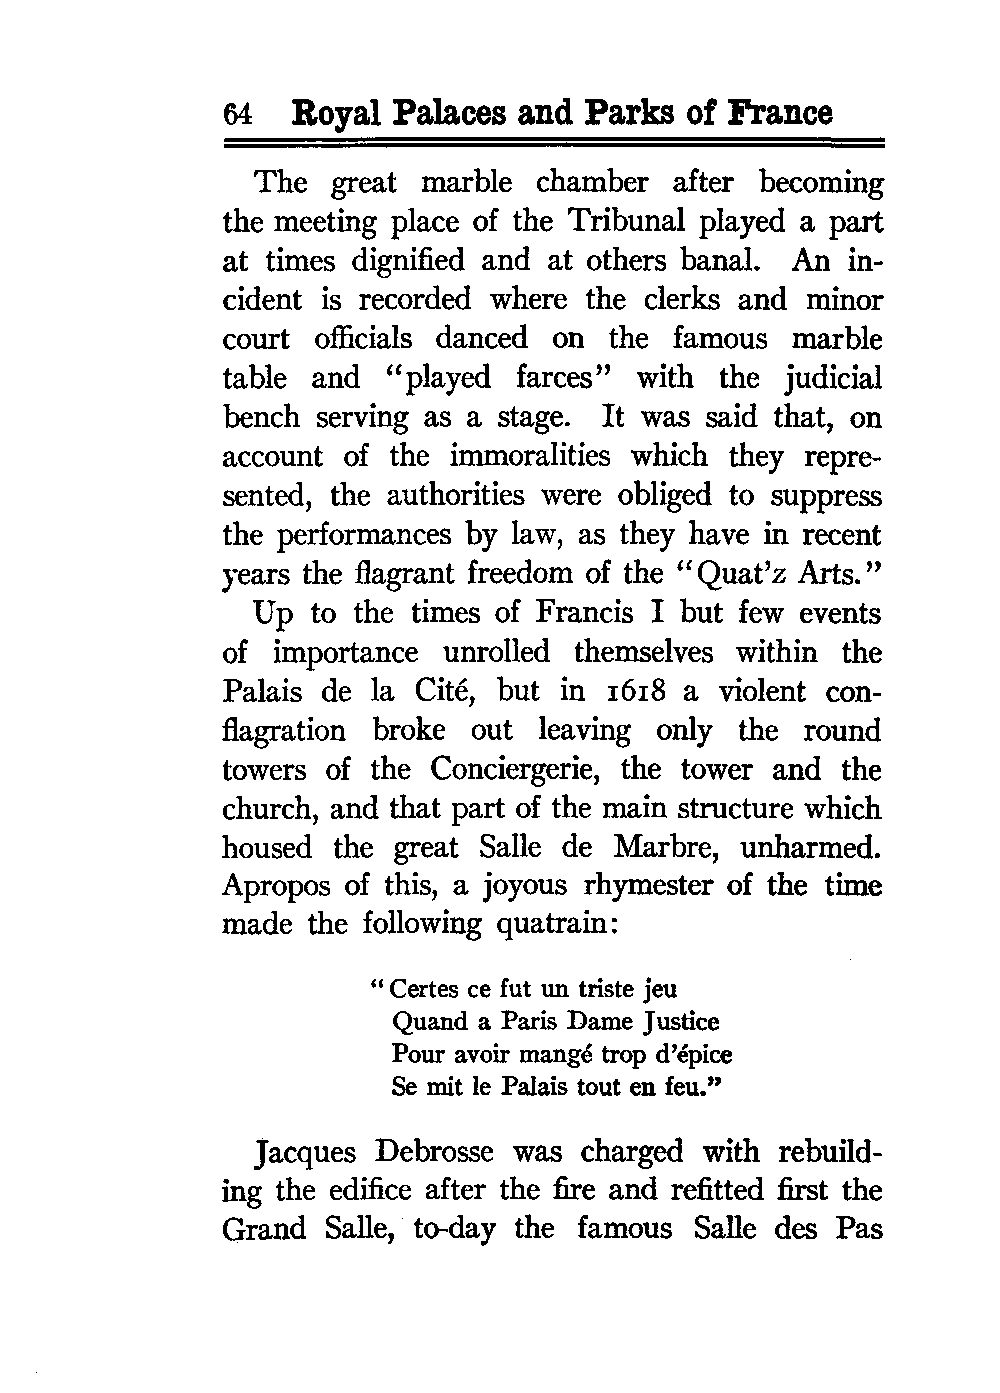 64 Royal Palaces and Parks of France
The great marble chamber after becoming
the meeting place of the Tribunal played a part
at times dignified and at others banal. An in-
cident is recorded where the clerks and minor
court officials danced on the famous marble
table and “played farces” with the judicial
bench serving as a stage. It was said that, on
account of the immoralities which they repre-
sented, the authorities were obliged to suppress
the performances by law, as they have in recent
years the flagrant freedom of the “Quat’z Arts.”
Up to the times of Francis I but few events
of importance unrolled themselves within the
Palais de la Cité, but in 1618 a violent con-
flagration broke out leaving only the round
towers of the Conciergerie, the tower and the
church, and that part of the main structure which
housed the great Salle de Marbre, unharmed.
Apropos of this, a joyous rhymester of the time
made the following quatrain:
“Certes ce fut un triste jeu
Quand a Paris Dame Justice
Pour avoir mangé trop d’épice
Se mit le Palais tout en feu.”
Jacques Debrosse was charged with rebuild-
ing the edifice after the fire and refitted first the
Grand Salle, to-day the famous Salle des Pas